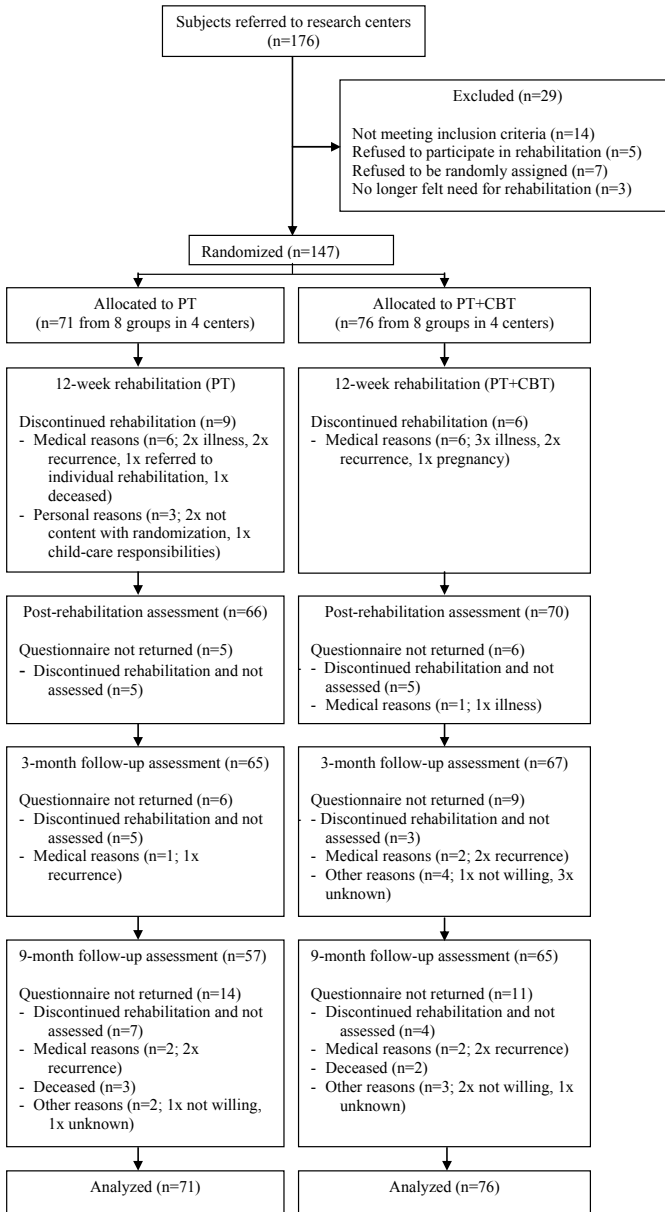 Subjects referred to research centers
(n=176)
Excluded (n=29)
Not meeting inclusion criteria (n=14)
Refused to participate in rehabilitation (n=5)
Refused to be randomly assigned (n=7)
No longer felt need for rehabilitation (n=3)
Randomized (n=147)
Allocated to PT
(n=71 from 8 groups in 4 centers)
Allocated to PT+CBT
(n=76 from 8 groups in 4 centers)
12-week rehabilitation (PT)
Discontinued rehabilitation (n=9)
- Medical reasons (n=6; 2x illness, 2x
recurrence, 1x referred to
individual rehabilitation, 1x
deceased)
- Personal reasons (n=3; 2x not
content with randomization, 1x
child-care responsibilities)
12-week rehabilitation (PT+CBT)
Discontinued rehabilitation (n=6)
- Medical reasons (n=6; 3x illness, 2x
recurrence, 1x pregnancy)
Post-rehabilitation assessment (n=66)
Questionnaire not returned (n=5)
- Discontinued rehabilitation and not
assessed (n=5)
Post-rehabilitation assessment (n=70)
Questionnaire not returned (n=6)
- Discontinued rehabilitation and not
assessed (n=5)
- Medical reasons (n=1; 1x illness)
3-month follow-up assessment (n=65)
Questionnaire not returned (n=6)
- Discontinued rehabilitation and not
assessed (n=5)
- Medical reasons (n=1; 1x
recurrence)
3-month follow-up assessment (n=67)
Questionnaire not returned (n=9)
- Discontinued rehabilitation and not
assessed (n=3)
- Medical reasons (n=2; 2x recurrence)
- Other reasons (n=4; 1x not willing, 3x
unknown)
9-month follow-up assessment (n=57)
Questionnaire not returned (n=14)
- Discontinued rehabilitation and not
assessed (n=7)
- Medical reasons (n=2; 2x
recurrence)
- Deceased (n=3)
- Other reasons (n=2; 1x not willing,
1x unknown)
9-month follow-up assessment (n=65)
Questionnaire not returned (n=11)
- Discontinued rehabilitation and not
assessed (n=4)
- Medical reasons (n=2; 2x recurrence)
- Deceased (n=2)
- Other reasons (n=3; 2x not willing, 1x
unknown)
Analyzed (n=71)
Analyzed (n=76)